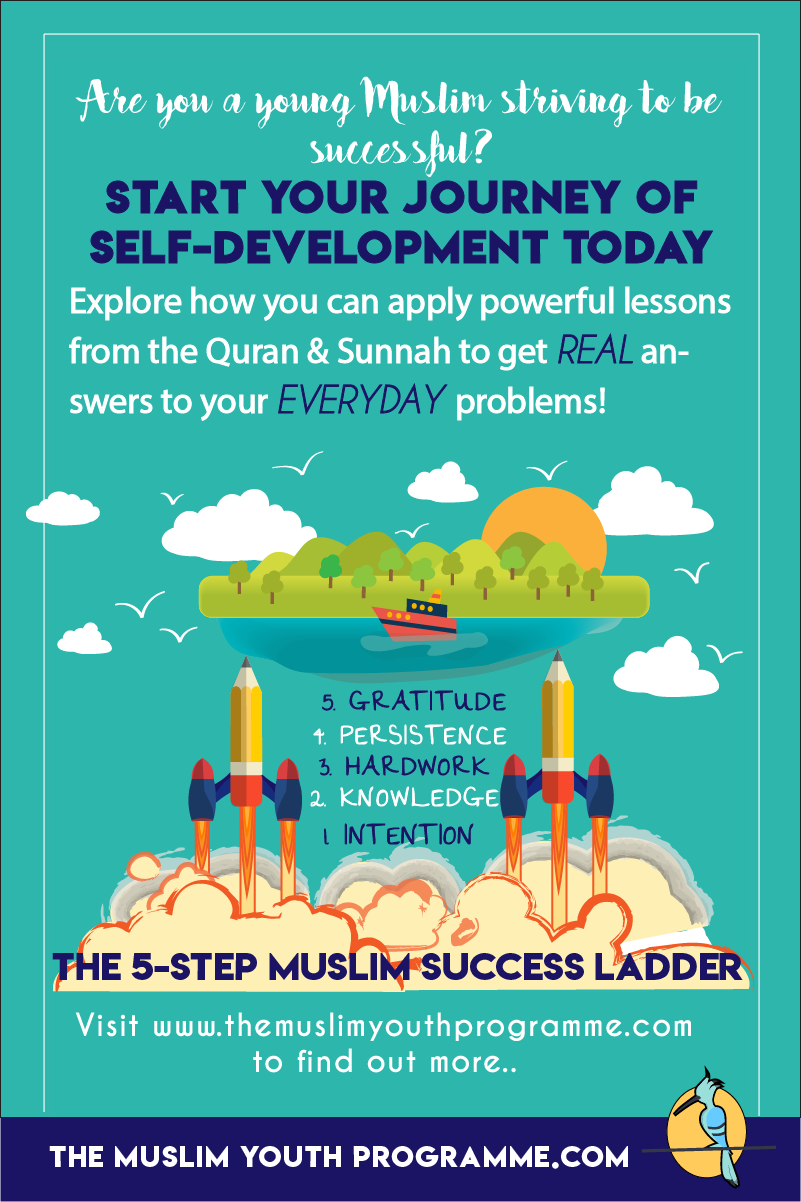 Are you a young Muslim striving to be
successful?
START YOUR JOURNEY OF
SELF-DEVELOPMENT TODAY
Explore how you can apply powerful lessons
from the Quran & Sunnah to get REAL an-
swers to your EVERYDAY problems!
5. GRATITUDE
4. PERSISTENCE
3. HARDWORK
2. KNOWLEDGE
1 INTENTION
THE 5-STEP MUSLIM SUCCESS LADDER
Visit www.themuslimyouthprogramme.com
to find out more..
THE MUSLIM YOUTH PROGRAMME.COM